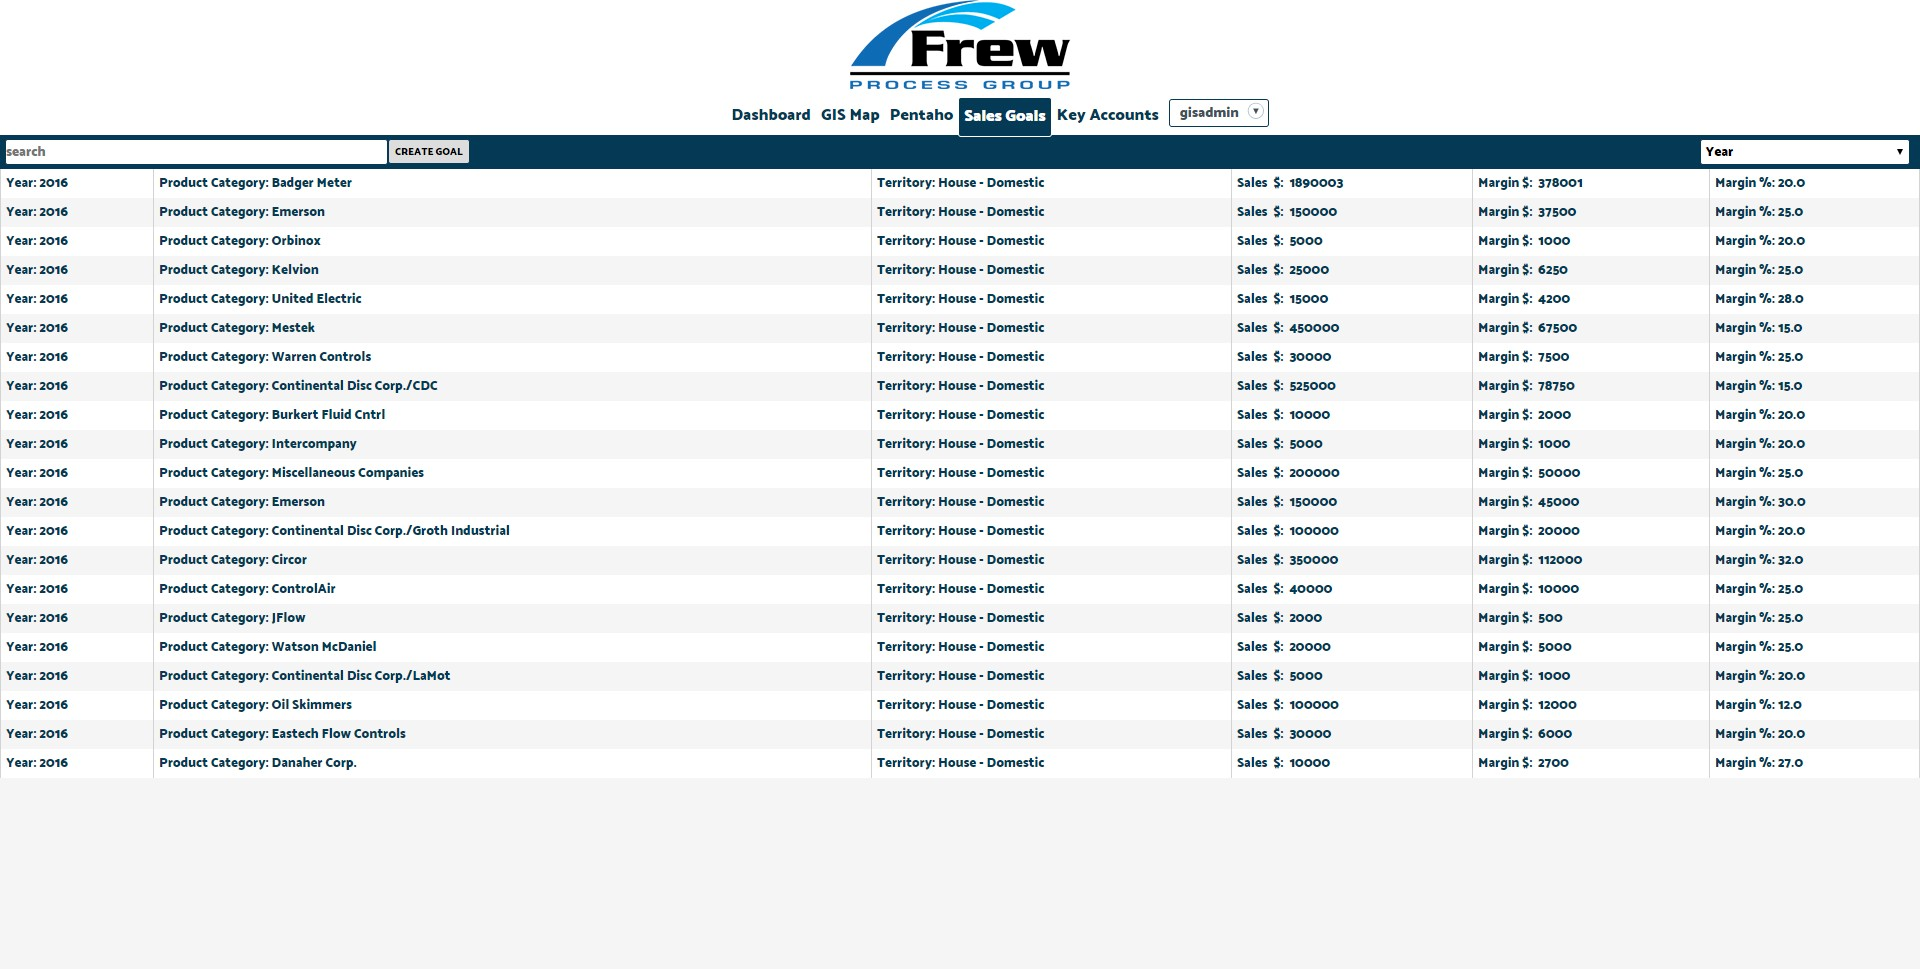 Frew
PROCESS GROUP
Dashboard GIS Map Pentaho Sales Goals Key Accounts gisadmin
search CREATE GOAL Year
Year: 2016 Product Category: Badger Meter Territory: House - Domestic Sales $: 1890003 Margin $: 378001 Margin %: 20.0
Year: 2016 Product Category: Emerson Territory: House - Domestic Sales $: 150000 Margin $: 37500 Margin %: 25.0
Year: 2016 Product Category: Orbinox Territory: House - Domestic Sales $: 5000 Margin $: 1000 Margin %: 20.0
Year: 2016 Product Category: Kelvion Territory: House - Domestic Sales $: 25000 Margin $: 6250 Margin %: 25.0
Year: 2016 Product Category: United Electric Territory: House - Domestic Sales $: 15000 Margin $: 4200 Margin %: 28.0
Year: 2016 Product Category: Mestek Territory: House - Domestic Sales $: 450000 Margin $: 67500 Margin %: 15.0
Year: 2016 Product Category: Warren Controls Territory: House - Domestic Sales $: 30000 Margin $: 7500 Margin %: 25.0
Year: 2016 Product Category: Continental Disc Corp./CDC Territory: House - Domestic Sales $: 525000 Margin $: 78750 Margin %: 15.0
Year: 2016 Product Category: Burkert Fluid Cntrl Territory: House - Domestic Sales $: 10000 Margin $: 2000 Margin %: 20.0
Year: 2016 Product Category: Intercompany Territory: House - Domestic Sales $: 5000 Margin $: 1000 Margin %: 20.0
Year: 2016 Product Category: Miscellaneous Companies Territory: House - Domestic Sales $: 200000 Margin $: 50000 Margin %: 25.0
Year: 2016 Product Category: Emerson Territory: House - Domestic Sales $: 150000 Margin $: 45000 Margin %: 30.0
Year: 2016 Product Category: Continental Disc Corp./Groth Industrial Territory: House - Domestic Sales $: 100000 Margin $: 20000 Margin %: 20.0
Year: 2016 Product Category: Circor Territory: House - Domestic Sales $: 350000 Margin $: 112000 Margin %: 32.0
Year: 2016 Product Category: ControlAir Territory: House - Domestic Sales $: 40000 Margin $: 10000 Margin %: 25.0
Year: 2016 Product Category: JFlow Territory: House - Domestic Sales $: 2000 Margin $: 500 Margin %: 25.0
Year: 2016 Product Category: Watson McDaniel Territory: House - Domestic Sales $: 20000 Margin $: 5000 Margin %: 25.0
Year: 2016 Product Category: Continental Disc Corp./LaMot Territory: House - Domestic Sales $: 5000 Margin $: 1000 Margin %: 20.0
Year: 2016 Product Category: Oil Skimmers Territory: House - Domestic Sales $: 100000 Margin $: 12000 Margin %: 12.0
Year: 2016 Product Category: Eastech Flow Controls Territory: House - Domestic Sales $: 30000 Margin $: 6000 Margin %: 20.0
Year: 2016 Product Category: Danaher Corp. Territory: House - Domestic Sales $: 10000 Margin $: 2700 Margin %: 27.0